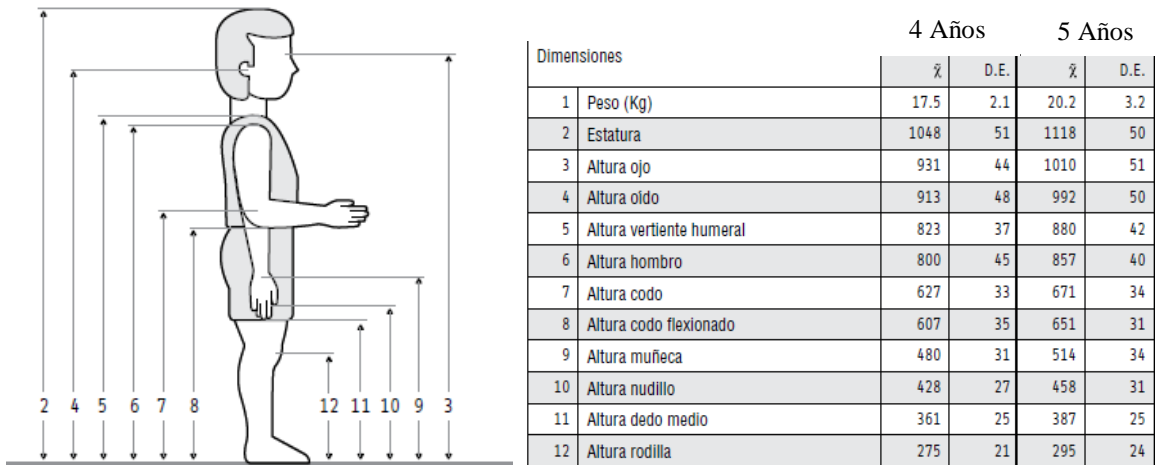 2 4 5 6 7 8 12 11 10 9 3
4 Años 5 Años
Dimensiones x̄ D.E. x̄ D.E.
1 Peso (Kg) 17.5 2.1 20.2 3.2
2 Estatura 1048 51 1118 50
3 Altura ojo 931 44 1010 51
4 Altura oído 913 48 992 50
5 Altura vertiente humeral 823 37 880 42
6 Altura hombro 800 45 857 40
7 Altura codo 627 33 671 34
8 Altura codo flexionado 607 35 651 31
9 Altura muñeca 480 31 514 34
10 Altura nudillo 428 27 458 31
11 Altura dedo medio 361 25 387 25
12 Altura rodilla 275 21 295 24